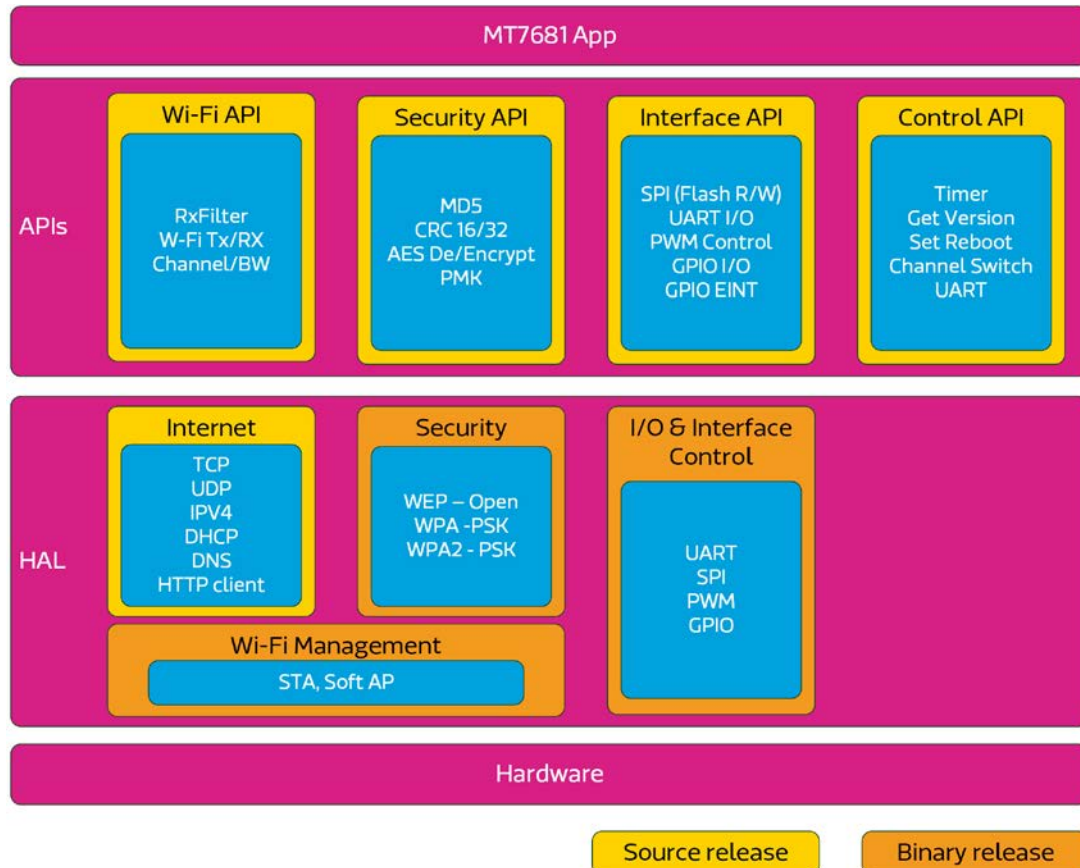 MT7681 App
APIs
Wi-Fi API
RxFilter
W-Fi Tx/RX
Channel/BW
Security API
MD5
CRC 16/32
AES De/Encrypt
PMK
Interface API
SPI (Flash R/W)
UART I/O
PWM Control
GPIO I/O
GPIO EINT
Control API
Timer
Get Version
Set Reboot
Channel Switch
UART
HAL
Internet
TCP
UDP
IPV4
DHCP
DNS
HTTP client
Security
WEP – Open
WPA -PSK
WPA2 - PSK
I/O & Interface
Control
UART
SPI
PWM
GPIO
Wi-Fi Management
STA, Soft AP
Hardware
Source release
Binary release